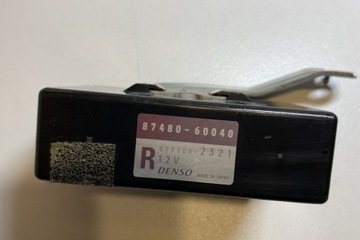 87480-60040
R
077200-2321
12V
DENSO
MADE IN JAPAN